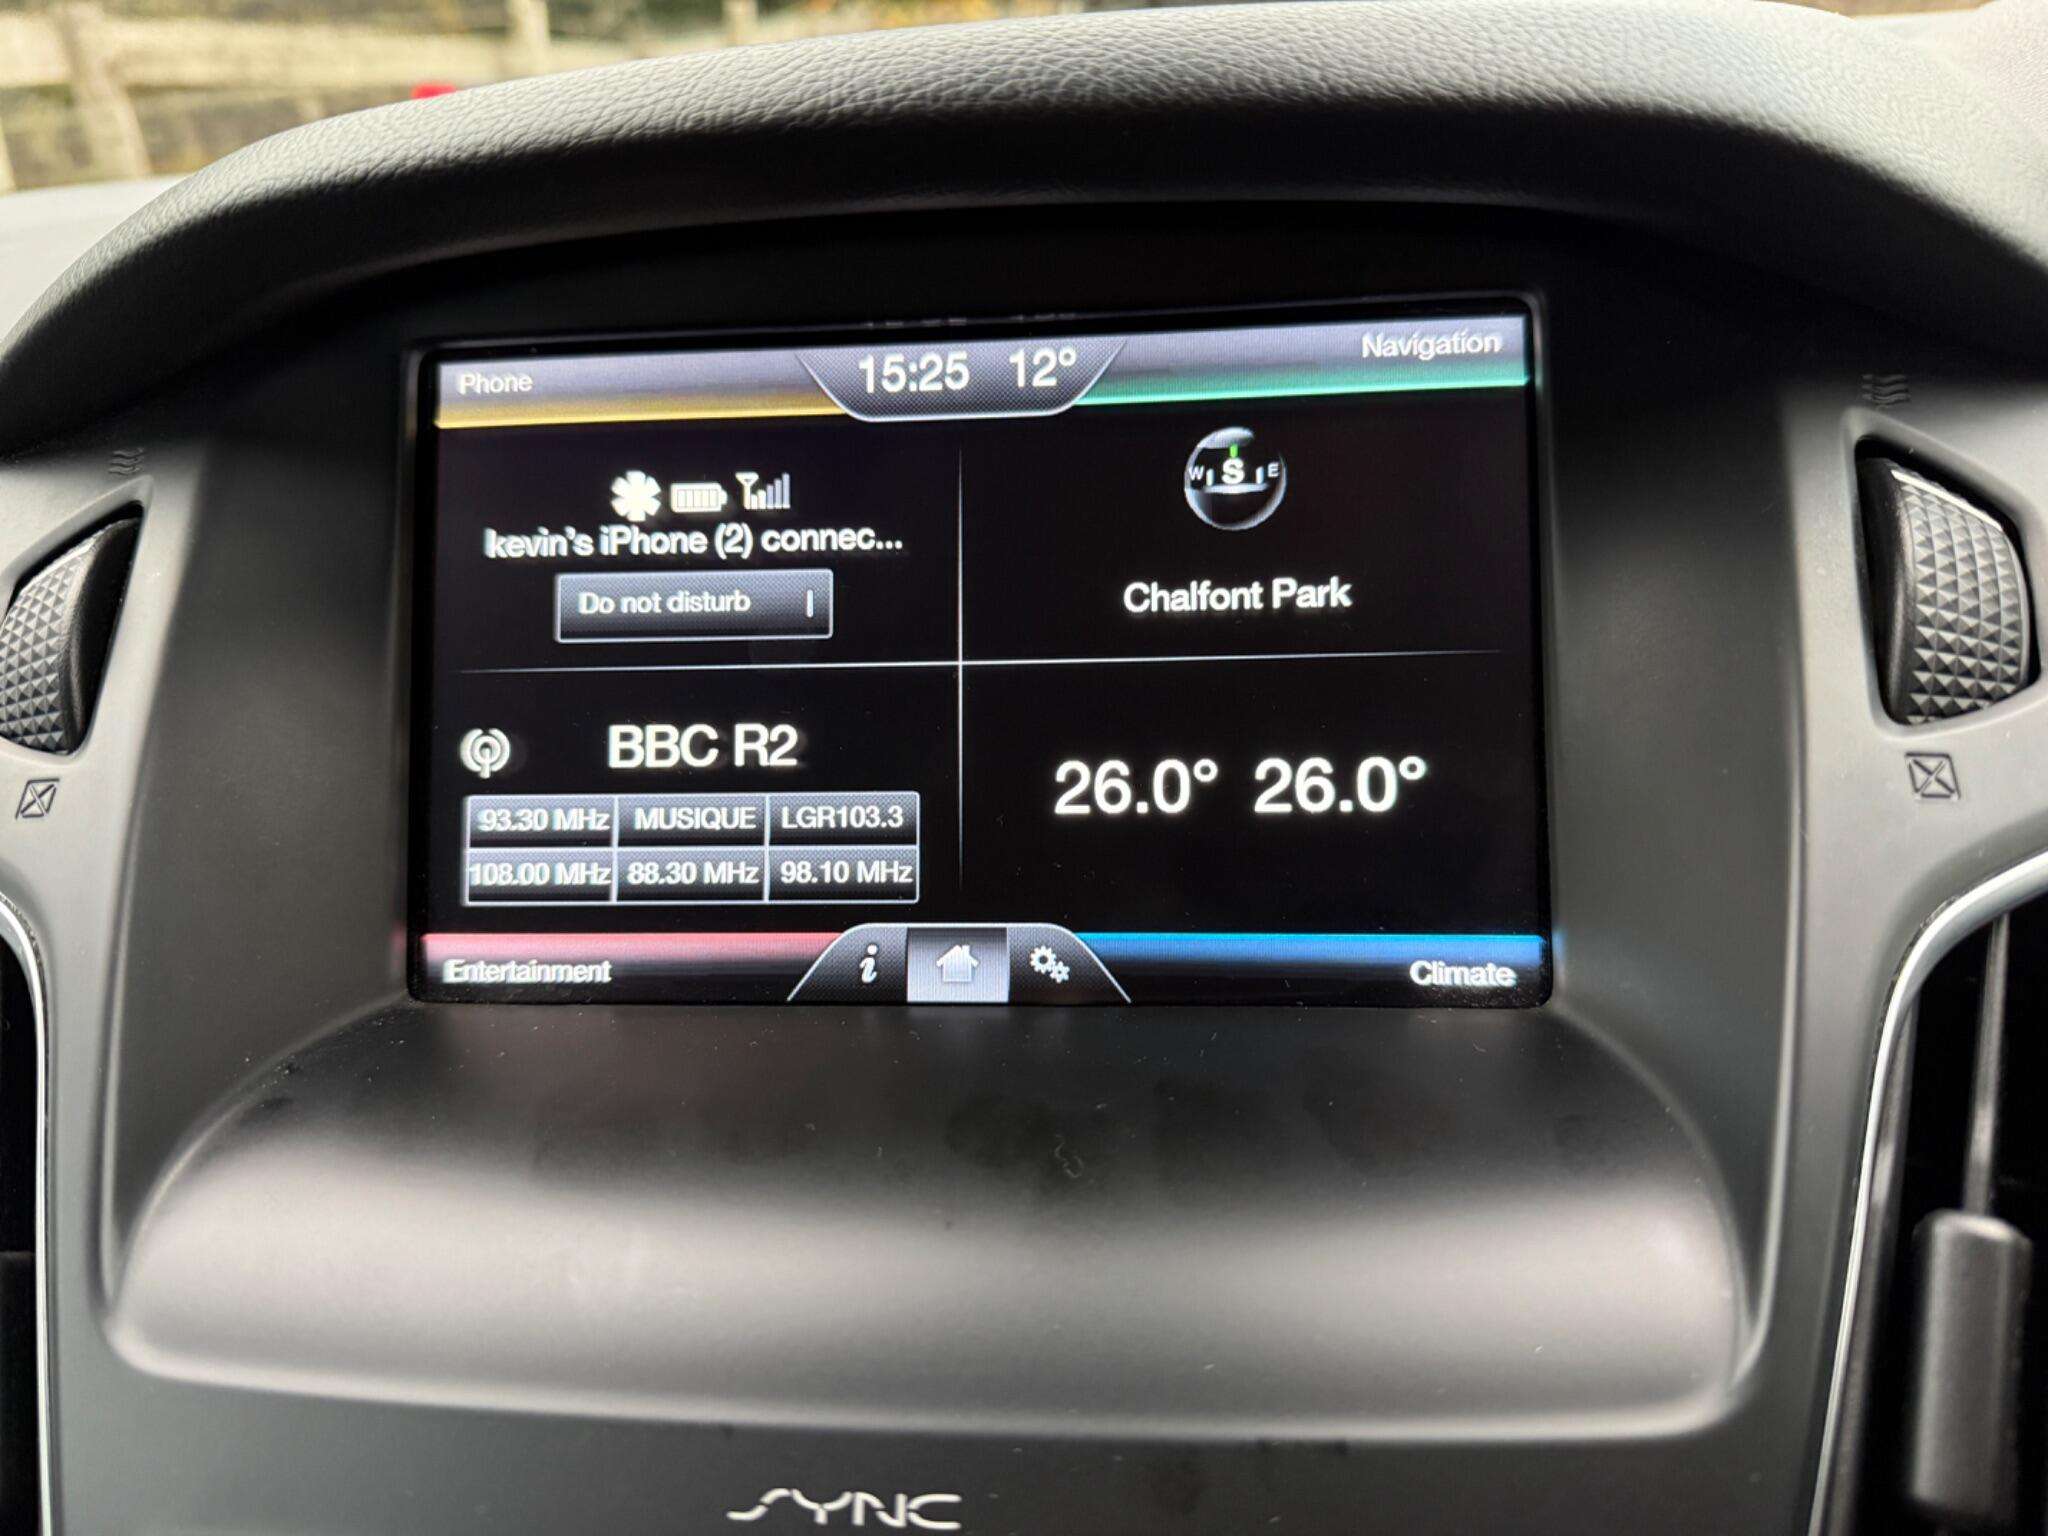 Phone
15:25 12°
Navigation
W S E
kevin's iPhone (2) connec...
Do not disturb
Chalfont Park
BBC R2
93.30 MHz MUSIQUE LGR103.3
108.00 MHz 88.30 MHz 98.10 MHz
26.0° 26.0°
Entertainment
i
Climate
SYNC